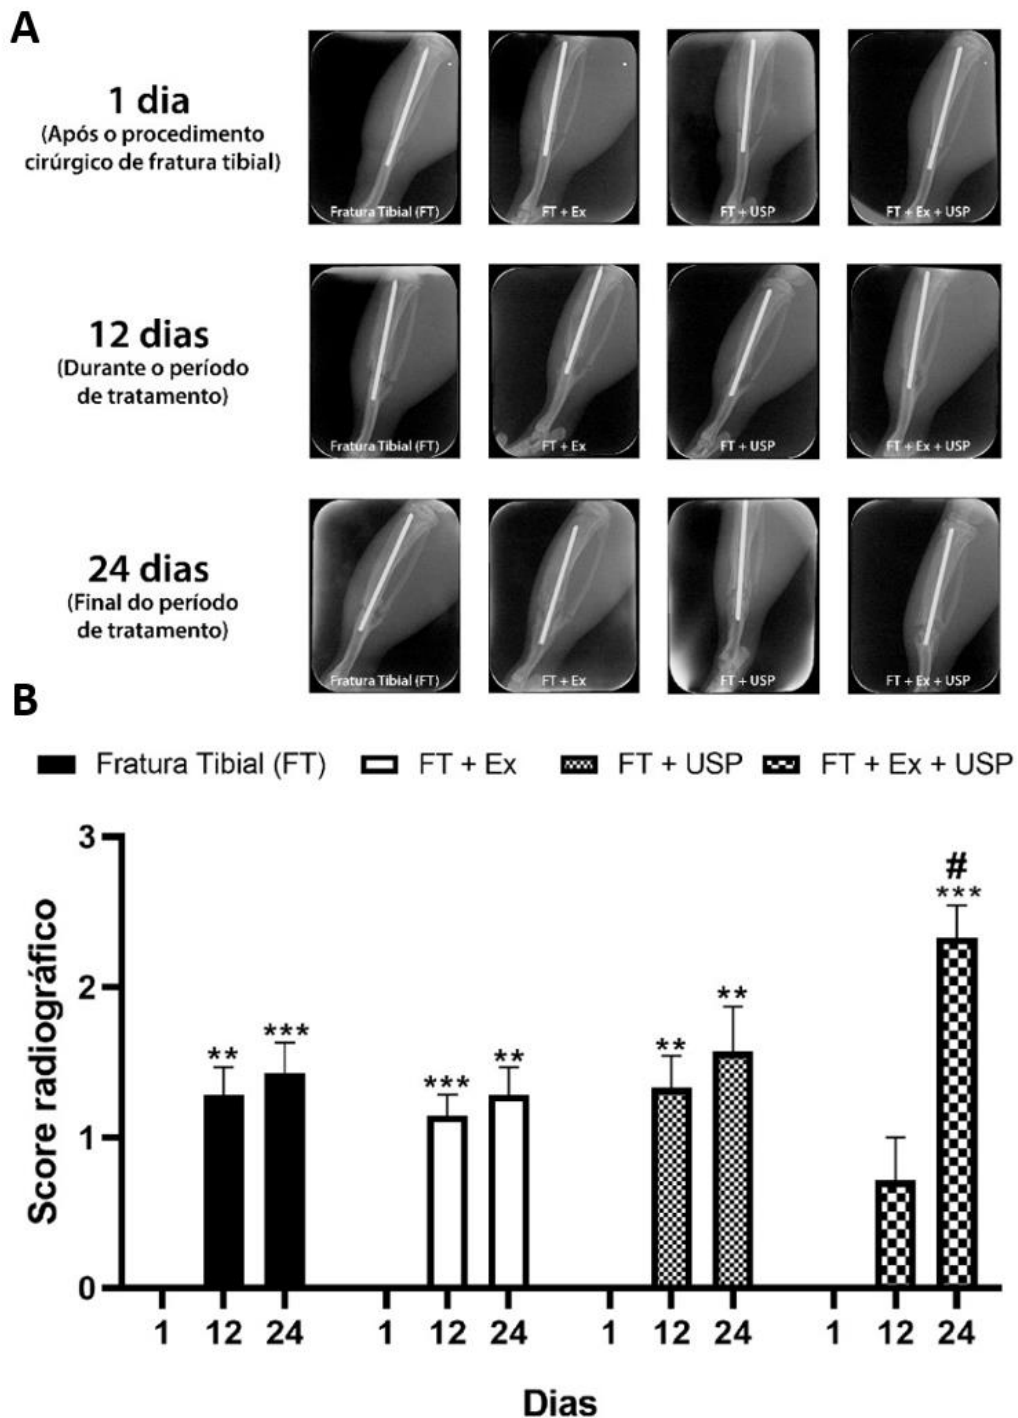 A
1 dia
(Após o procedimento
cirúrgico de fratura tibial)
Fratura Tibial (FT)
FT + Ex
FT + USP
FT + Ex + USP
12 dias
(Durante o período
de tratamento)
Fratura Tibial (FT)
FT + Ex
FT + USP
FT + Ex + USP
24 dias
(Final do período
de tratamento)
Fratura Tibial (FT)
FT + Ex
FT + USP
FT + Ex + USP
B
Fratura Tibial (FT) FT + Ex FT + USP FT + Ex + USP
Score radiográfico
3
2
1
0
** *** *** ** ** ** # ***
1 12 24 1 12 24 1 12 24 1 12 24
Dias